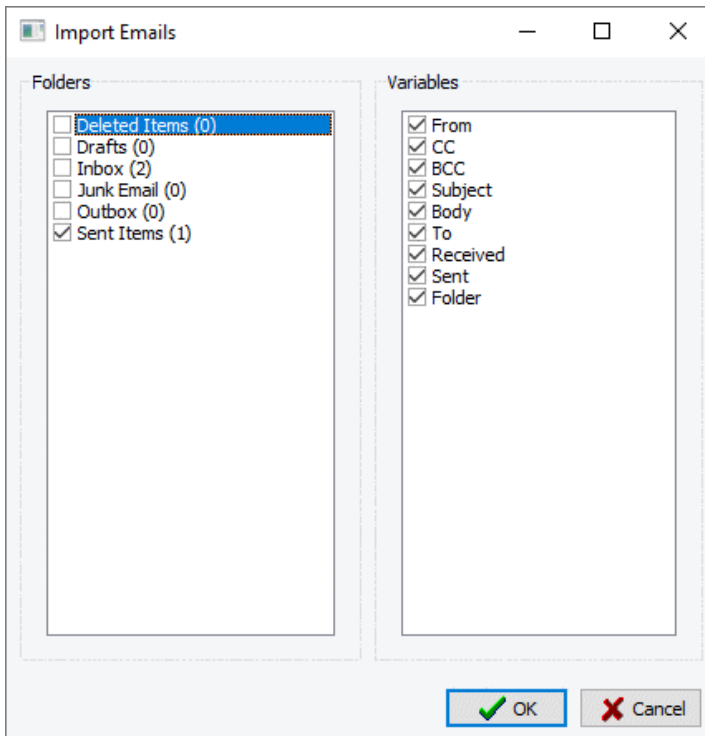 Import Emails
Folders
Deleted Items (0)
Drafts (0)
Inbox (2)
Junk Email (0)
Outbox (0)
Sent Items (1)
Variables
From
CC
BCC
Subject
Body
To
Received
Sent
Folder
OK
Cancel